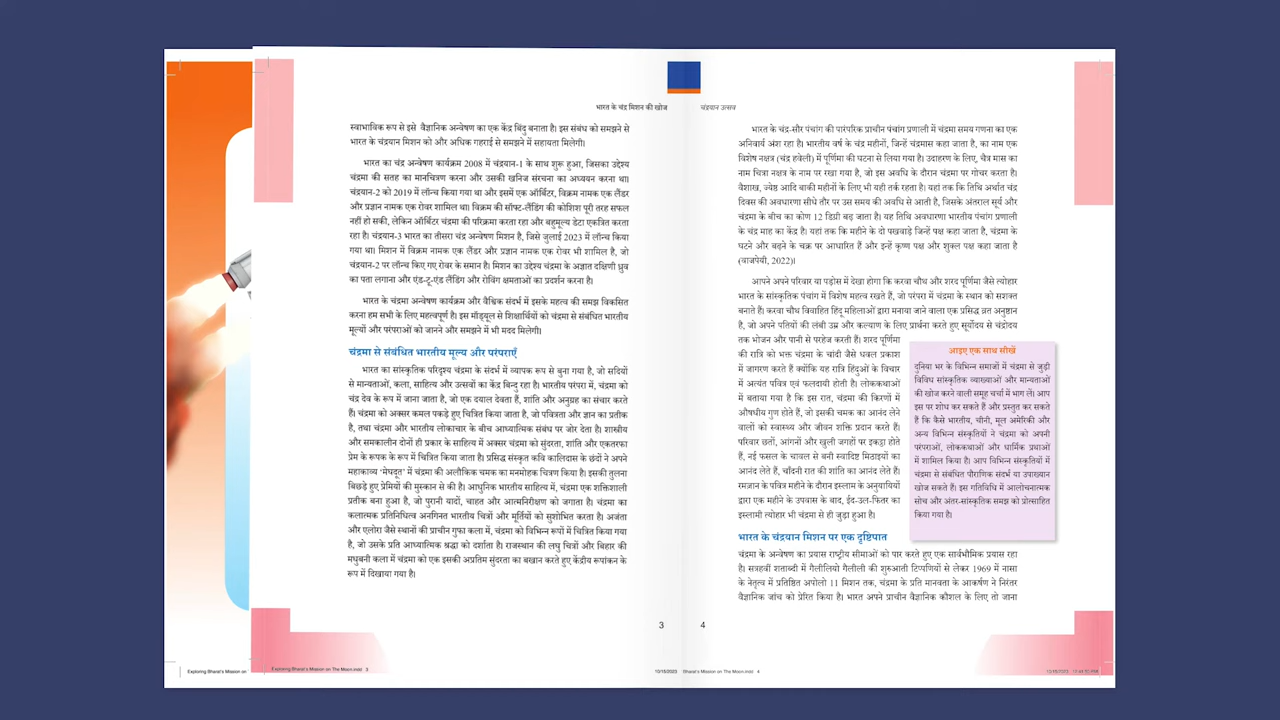 भारत के चंद्र मिशन की खोज
स्वाभाविक रूप से इसे वैज्ञानिक अन्वेषण का एक केंद्र बिंदु बनाता है। इस संबंध को समझने से
भारत के चंद्रयान मिशन को और अधिक गहराई से समझने में सहायता मिलेगी।
भारत का चंद्र अन्वेषण कार्यक्रम 2008 में चंद्रयान-1 के साथ शुरू हुआ, जिसका उद्देश्य
चंद्रमा की सतह का मानचित्रण करना और उसकी खनिज संरचना का अध्ययन करना था।
चंद्रयान-2 को 2019 में लॉन्च किया गया था और इसमें एक ऑर्बिटर, विक्रम नामक एक लैंडर
और प्रज्ञान नामक एक रोवर शामिल था। विक्रम की सॉफ्ट-लैंडिंग की कोशिश पूरी तरह सफल
नहीं हो सकी, लेकिन ऑर्बिटर चंद्रमा की परिक्रमा करता रहा और बहुमूल्य डेटा एकत्रित करता
रहा है। चंद्रयान-3 भारत का तीसरा चंद्र अन्वेषण मिशन है, जिसे जुलाई 2023 में लॉन्च किया
गया था। मिशन में विक्रम नामक एक लैंडर और प्रज्ञान नामक एक रोवर भी शामिल है, जो
चंद्रयान-2 पर लॉन्च किए गए रोवर के समान है। मिशन का उद्देश्य चंद्रमा के अज्ञात दक्षिणी ध्रुव
का पता लगाना और एंड-टू-एंड लैंडिंग और रोविंग क्षमताओं का प्रदर्शन करना है।
भारत के चंद्रमा अन्वेषण कार्यक्रम और वैश्विक संदर्भ में इसके महत्व की समझ विकसित
करना हम सभी के लिए महत्वपूर्ण है। इस मॉड्यूल से शिक्षार्थियों को चंद्रमा से संबंधित भारतीय
मूल्यों और परंपराओं को जानने और समझने में भी मदद मिलेगी।
चंद्रमा से संबंधित भारतीय मूल्य और परंपराएँ
भारत का सांस्कृतिक परिदृश्य चंद्रमा के संदर्भ में व्यापक रूप से बुना गया है, जो सदियों
से मान्यताओं, कला, साहित्य और उत्सवों का केंद्र बिन्दु रहा है। भारतीय परंपरा में, चंद्रमा को
चंद्र देव के रूप में जाना जाता है, जो एक दयाल देवता हैं, शांति और अनुग्रह का संचार करते
हैं। चंद्रमा को अक्सर कमल पकड़े हुए चित्रित किया जाता है, जो पवित्रता और ज्ञान का प्रतीक
है, तथा चंद्रमा और भारतीय लोकाचार के बीच आध्यात्मिक संबंध पर जोर देता है। शास्त्रीय
और समकालीन दोनों ही प्रकार के साहित्य में अक्सर चंद्रमा को सुंदरता, शांति और एकतरफा
प्रेम के रूपक के रूप में चित्रित किया जाता है। प्रसिद्ध संस्कृत कवि कालिदास के छंदों ने अपने
महाकाव्य 'मेघदूत' में चंद्रमा की अलौकिक चमक का मनमोहक चित्रण किया है। इसकी तुलना
बिछड़े हुए प्रेमियों की मुस्कान से की है। आधुनिक भारतीय साहित्य में, चंद्रमा एक शक्तिशाली
प्रतीक बना हुआ है, जो पुरानी यादों, चाहत और आत्मनिरीक्षण को जगाता है। चंद्रमा का
कलात्मक प्रतिनिधित्व अनगिनत भारतीय चित्रों और मूर्तियों को सुशोभित करता है। अजंता
और एलोरा जैसे स्थानों की प्राचीन गुफा कला में, चंद्रमा को विभिन्न रूपों में चित्रित किया गया
है, जो उसके प्रति आध्यात्मिक श्रद्धा को दर्शाता है। राजस्थान की लघु चित्रों और बिहार की
मधुबनी कला में चंद्रमा को एक इसकी अप्रतिम सुंदरता का बखान करते हुए केंद्रीय रूपांकन के
रूप में दिखाया गया है।
3
Exploring Bharat's Mission on
Exploring Bharat's Mission on The Moon.indd 3
चंद्रयान उत्सव
भारत के चंद्र-सौर पंचांग की पारंपरिक प्राचीन पंचांग प्रणाली में चंद्रमा समय गणना का एक
अनिवार्य अंश रहा है। भारतीय वर्ष के चंद्र महीनों, जिन्हें चंद्रमास कहा जाता है, का नाम एक
विशेष नक्षत्र (चंद्र हवेली) में पूर्णिमा की घटना से लिया गया है। उदाहरण के लिए, चैत्र मास का
नाम चित्रा नक्षत्र के नाम पर रखा गया है, जो इस अवधि के दौरान चंद्रमा पर गोचर करता है।
वैशाख, ज्येष्ठ आदि बाकी महीनों के लिए भी यही तर्क रहता है। यहां तक कि तिथि अर्थात चंद्र
दिवस की अवधारणा सीधे तौर पर उस समय की अवधि से आती है, जिसके अंतराल सूर्य और
चंद्रमा के बीच का कोण 12 डिग्री बढ़ जाता है। यह तिथि अवधारणा भारतीय पंचांग प्रणाली
के चंद्र माह का केंद्र है। यहां तक कि महीने के दो पखवाड़े जिन्हें पक्ष कहा जाता है, चंद्रमा के
घटने और बढ़ने के चक्र पर आधारित हैं और इन्हें कृष्ण पक्ष और शुक्ल पक्ष कहा जाता है
(वाजपेयी, 2022)।
आपने अपने परिवार या पड़ोस में देखा होगा कि करवा चौथ और शरद पूर्णिमा जैसे त्योहार
भारत के सांस्कृतिक पंचांग में विशेष महत्व रखते हैं, जो परंपरा में चंद्रमा के स्थान को सशक्त
बनाते हैं। करवा चौथ विवाहित हिंदू महिलाओं द्वारा मनाया जाने वाला एक प्रसिद्ध व्रत अनुष्ठान
है, जो अपने पतियों की लंबी उम्र और कल्याण के लिए प्रार्थना करते हुए सूर्योदय से चंद्रोदय
तक भोजन और पानी से परहेज करती हैं। शरद पूर्णिमा
की रात्रि को भक्त चंद्रमा के चांदी जैसे धवल प्रकाश
में जागरण करते हैं क्योंकि यह रात्रि हिंदुओं के विचार
में अत्यंत पवित्र एवं फलदायी होती है। लोककथाओं
में बताया गया है कि इस रात, चंद्रमा की किरणों में
औषधीय गुण होते हैं, जो इसकी चमक का आनंद लेने
वालों को स्वास्थ्य और जीवन शक्ति प्रदान करते हैं।
परिवार छतों, आंगनों और खुली जगहों पर इकट्ठा होते
हैं, नई फसल के चावल से बनी स्वादिष्ट मिठाइयों का
आनंद लेते हैं, चाँदनी रात की शांति का आनंद लेते हैं।
रमज़ान के पवित्र महीने के दौरान इस्लाम के अनुयायियों
द्वारा एक महीने के उपवास के बाद, ईद-उल-फितर का
इस्लामी त्योहार भी चंद्रमा से ही जुड़ा हुआ है।
आइए एक साथ सीखें
दुनिया भर के विभिन्न समाजों में चंद्रमा से जुड़ी
विविध सांस्कृतिक व्याख्याओं और मान्यताओं
की खोज करने वाली समूह चर्चा में भाग लें। आप
इस पर शोध कर सकते हैं और प्रस्तुत कर सकते
हैं कि कैसे भारतीय, चीनी, मूल अमेरिकी और
अन्य विभिन्न संस्कृतियों ने चंद्रमा को अपनी
परंपराओं, लोककथाओं और धार्मिक प्रथाओं
में शामिल किया है। आप विभिन्न संस्कृतियों में
चंद्रमा से संबंधित पौराणिक संदर्भ या उपाख्यान
खोज सकते हैं। इस गतिविधि में आलोचनात्मक
सोच और अंतर-सांस्कृतिक समझ को प्रोत्साहित
किया गया है।
भारत के चंद्रयान मिशन पर एक दृष्टिपात
चंद्रमा के अन्वेषण का प्रयास राष्ट्रीय सीमाओं को पार करते हुए एक सार्वभौमिक प्रयास रहा
है। सत्रहवीं शताब्दी में गैलीलियो गैलीली की शुरुआती टिप्पणियों से लेकर 1969 में नासा
के नेतृत्व में प्रतिष्ठित अपोलो 11 मिशन तक, चंद्रमा के प्रति मानवता के आकर्षण ने निरंतर
वैज्ञानिक जांच को प्रेरित किया है। भारत अपने प्राचीन वैज्ञानिक कौशल के लिए तो जाना
4
10/15/2023 Bharat's Mission on The Moon.indd 4